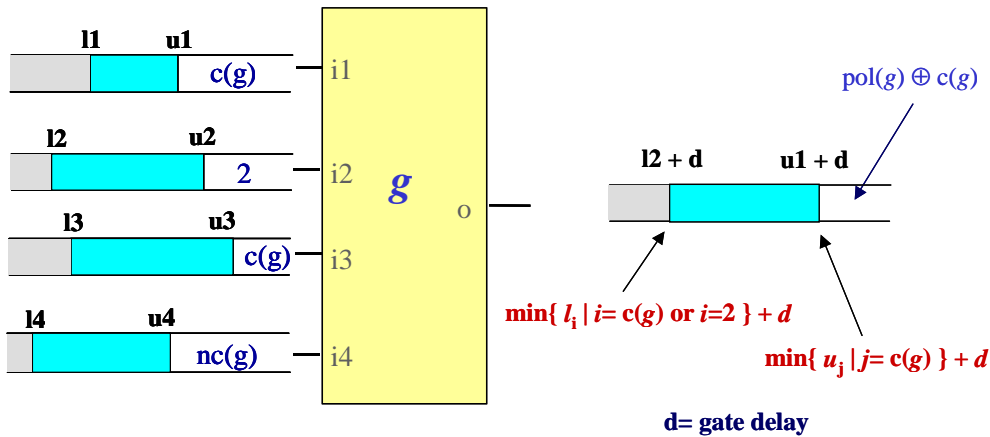 l1 u1
c(g)
i1
pol(g) ⊕ c(g)
l2 u2
2
i2
g
o
l2 + d u1 + d
l3 u3
c(g)
i3
min{ lᵢ | i= c(g) or i=2 } + d
l4 u4
nc(g)
i4
min{ uⱼ | j= c(g) } + d
d= gate delay